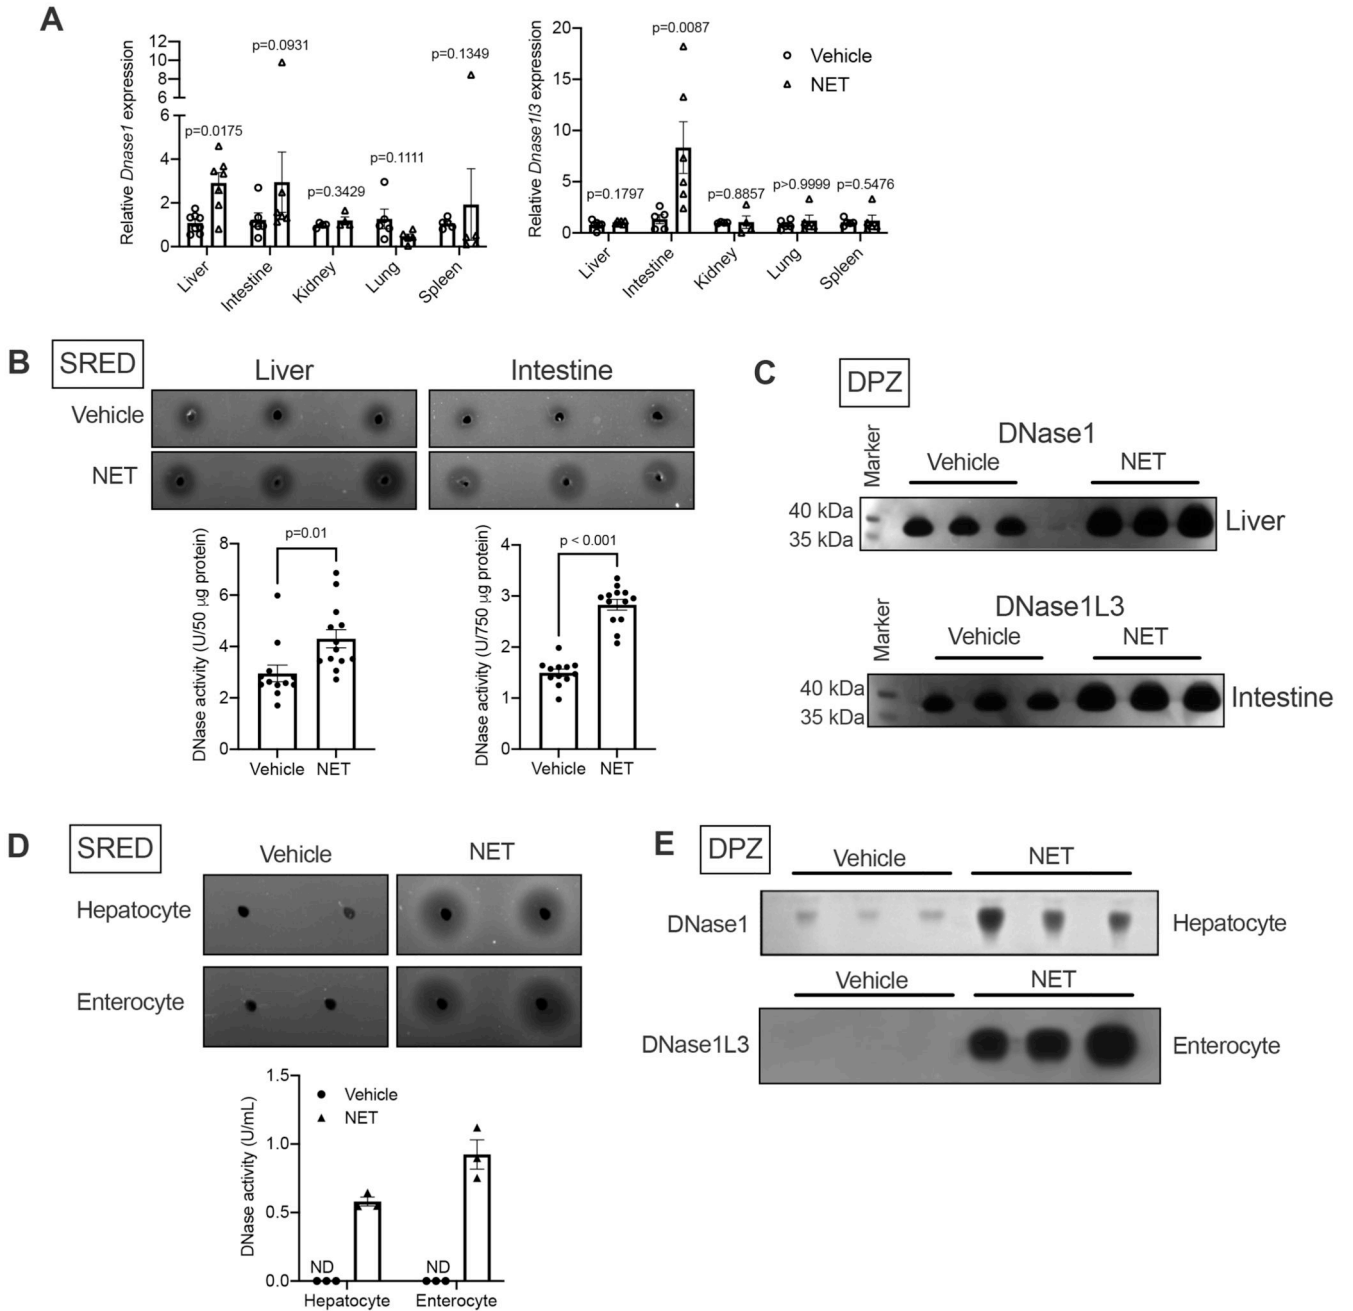 A
Relative Dnase1 expression
12
10
8
6
6
4
2
0
p=0.0175
p=0.0931
p=0.3429
p=0.1111
p=0.1349
Liver
Intestine
Kidney
Lung
Spleen
Relative Dnase1l3 expression
20
15
10
5
0
p=0.1797
p=0.0087
p=0.8857
p>0.9999
p=0.5476
Liver
Intestine
Kidney
Lung
Spleen
Vehicle
NET
B
SRED
Liver
Intestine
Vehicle
NET
DNase activity (U/50 µg protein)
8
6
4
2
0
p=0.01
Vehicle
NET
DNase activity (U/750 µg protein)
4
3
2
1
0
p < 0.001
Vehicle
NET
C
DPZ
DNase1
Marker
Vehicle
NET
40 kDa
35 kDa
Liver
DNase1L3
Marker
Vehicle
NET
40 kDa
35 kDa
Intestine
D
SRED
Vehicle
NET
Hepatocyte
Enterocyte
DNase activity (U/mL)
1.5
1.0
0.5
0.0
Vehicle
NET
ND
ND
Hepatocyte
Enterocyte
E
DPZ
Vehicle
NET
DNase1
Hepatocyte
Vehicle
NET
DNase1L3
Enterocyte